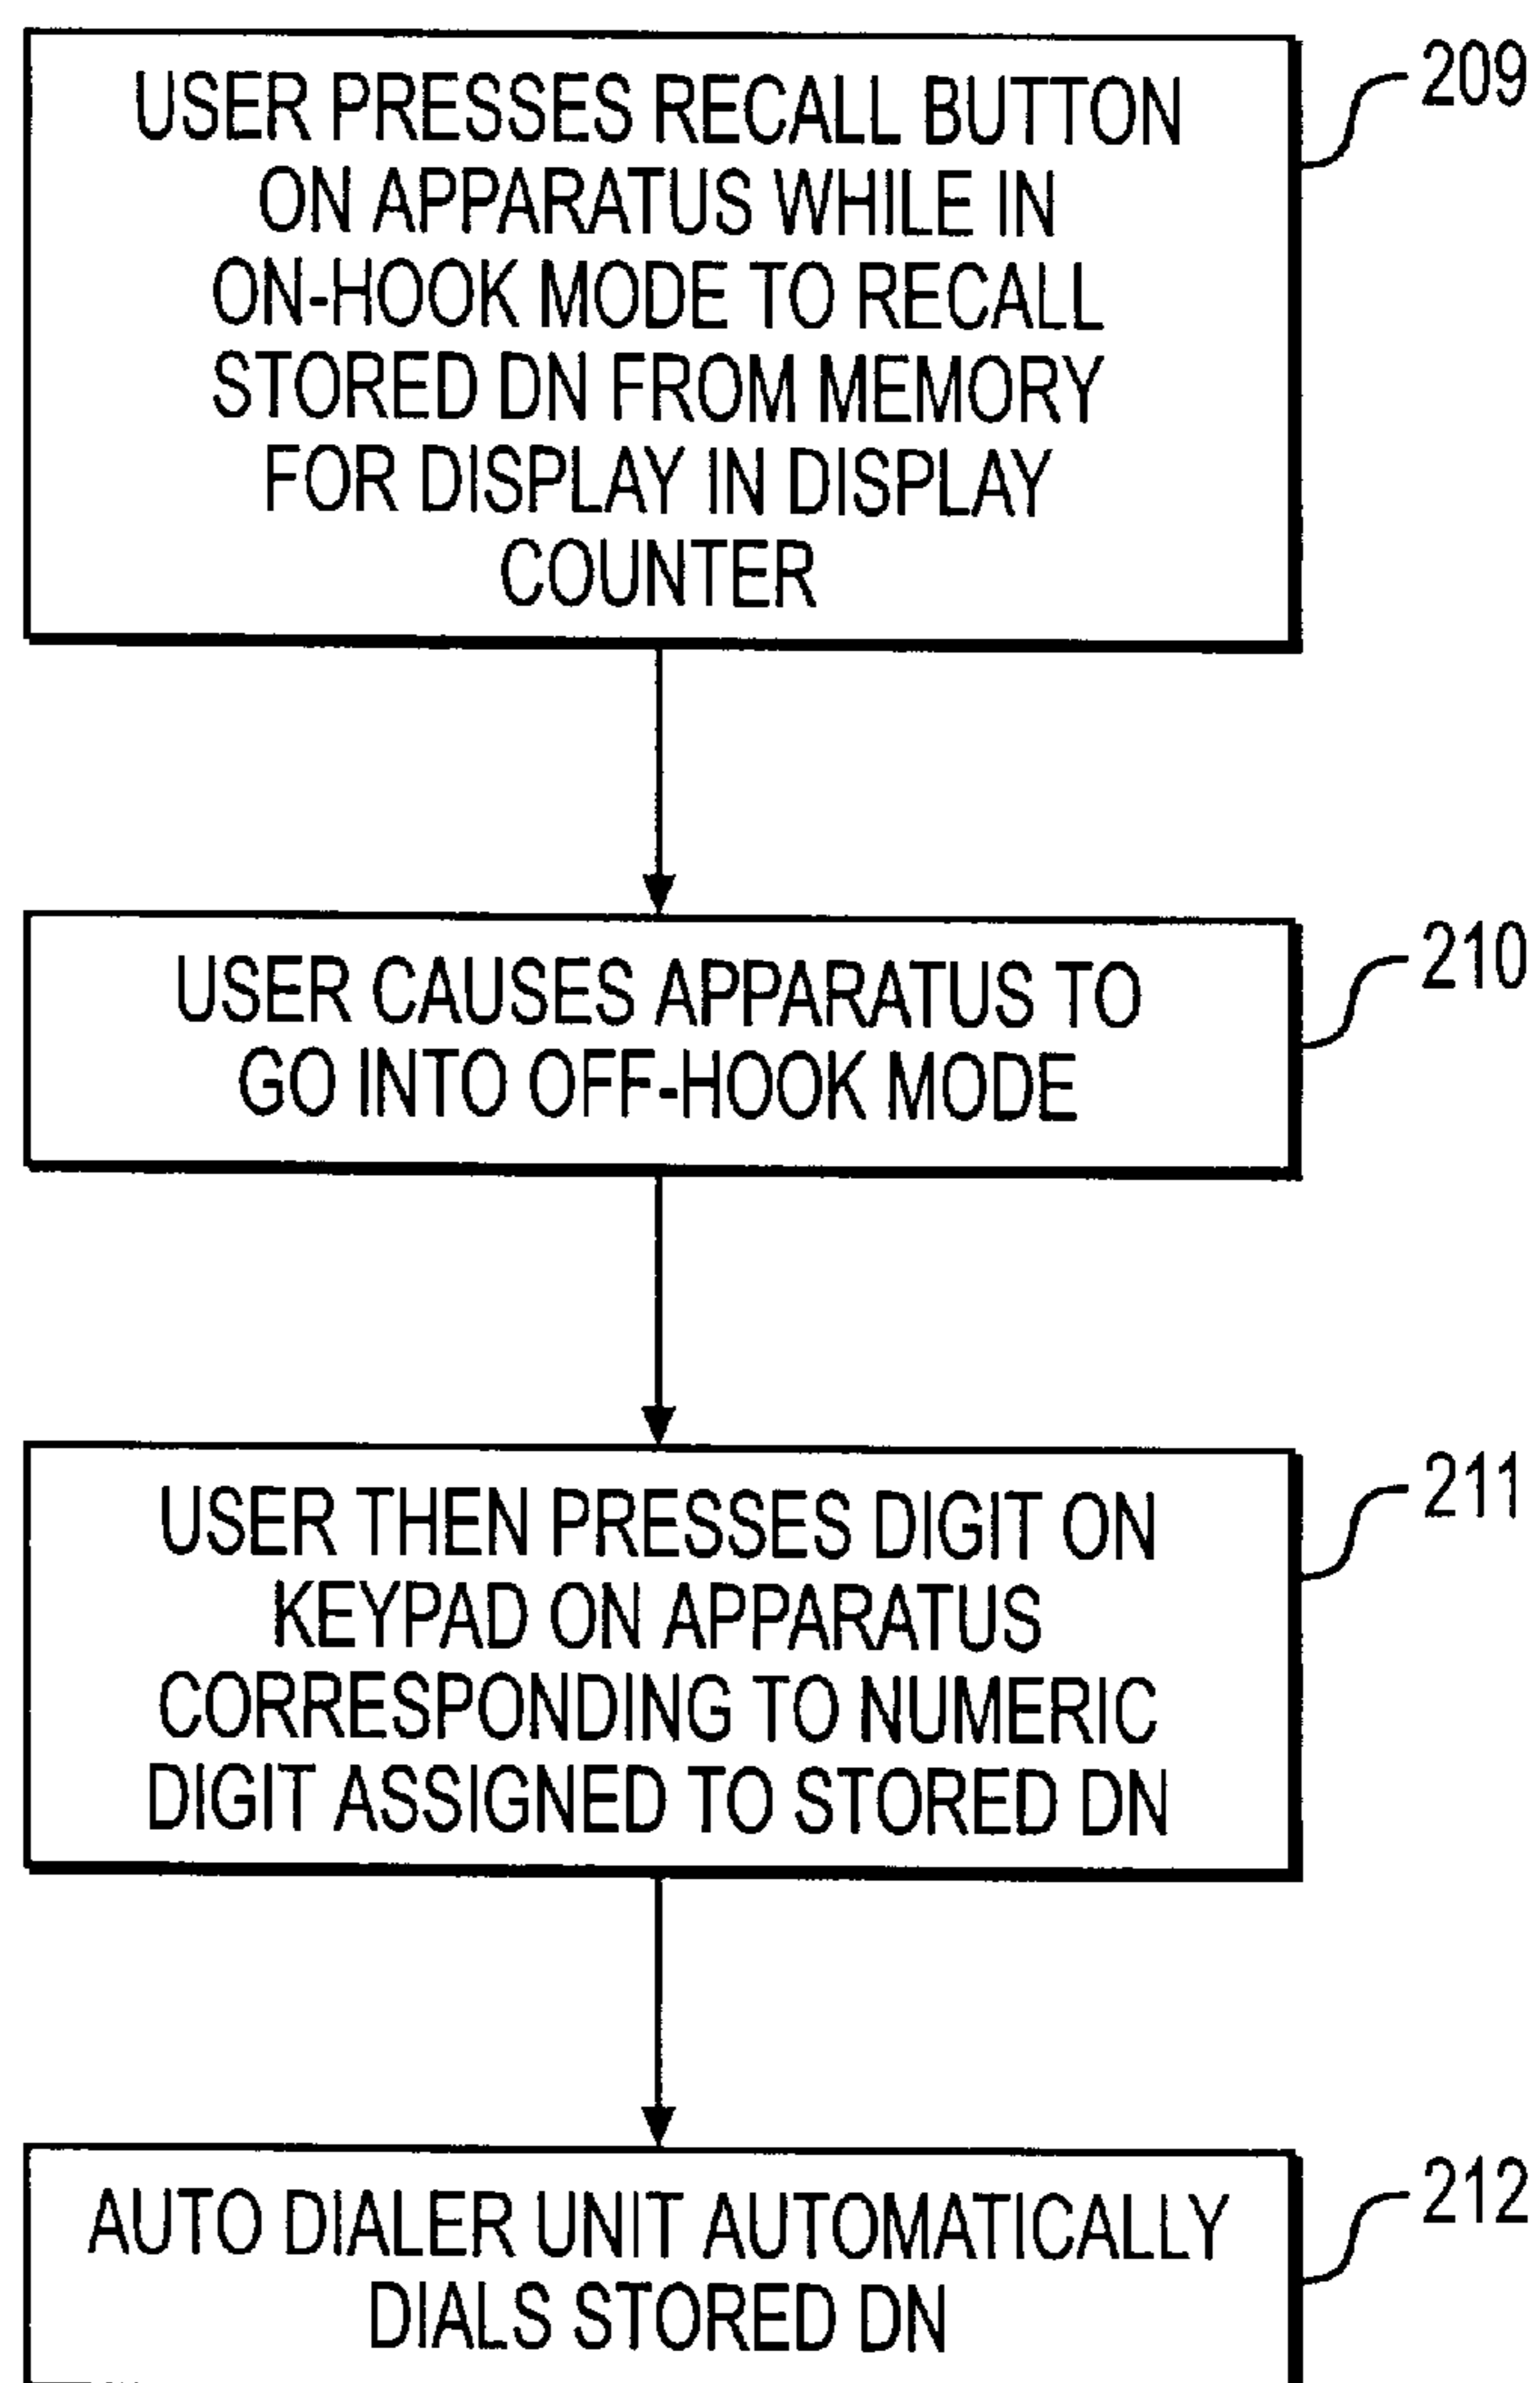 USER PRESSES RECALL BUTTON
ON APPARATUS WHILE IN
ON-HOOK MODE TO RECALL
STORED DN FROM MEMORY
FOR DISPLAY IN DISPLAY
COUNTER
209
USER CAUSES APPARATUS TO
GO INTO OFF-HOOK MODE
210
USER THEN PRESSES DIGIT ON
KEYPAD ON APPARATUS
CORRESPONDING TO NUMERIC
DIGIT ASSIGNED TO STORED DN
211
AUTO DIALER UNIT AUTOMATICALLY
DIALS STORED DN
212